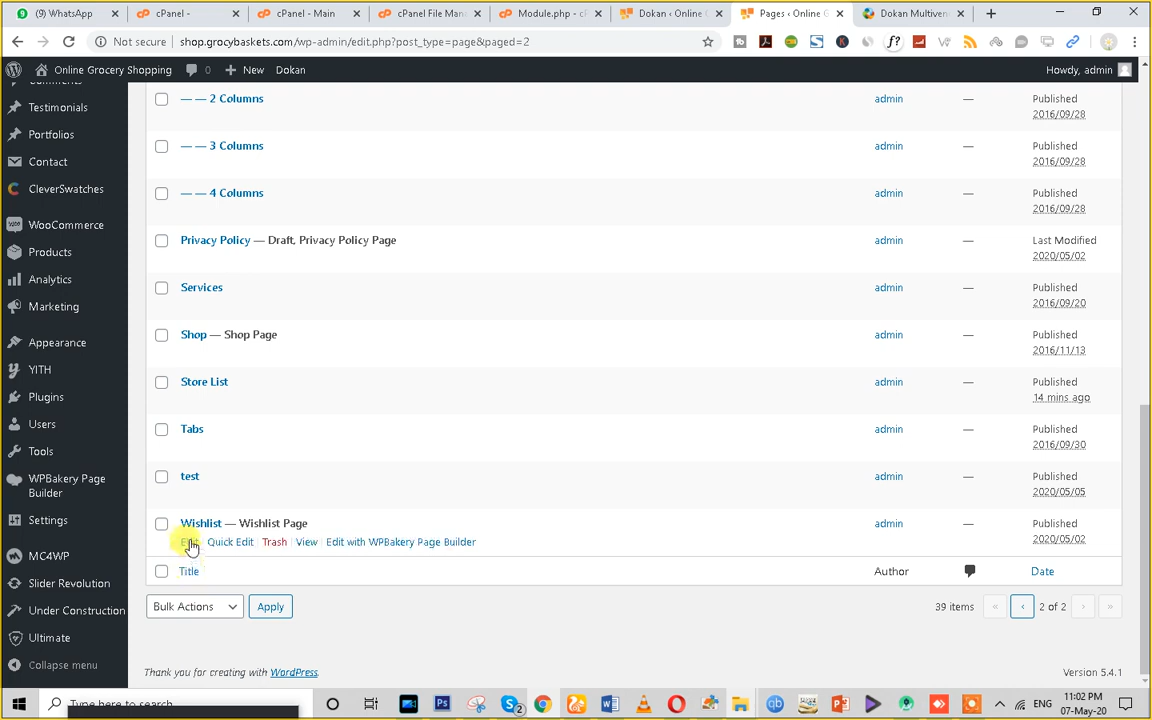 (9) WhatsApp
cPanel -
cPanel - Main
cPanel File Man
Module.php - cP
Dokan ‹ Online G
Pages ‹ Online G
Dokan Multivend
Not secure
shop.grocybaskets.com/wp-admin/edit.php?post_type=page&paged=2
Online Grocery Shopping
0
New
Dokan
Howdy, admin
Comments
Testimonials
Portfolios
Contact
CleverSwatches
WooCommerce
Products
Analytics
Marketing
Appearance
YITH
Plugins
Users
Tools
WPBakery Page
Builder
Settings
MC4WP
Slider Revolution
Under Construction
Ultimate
Collapse menu
— — 2 Columns admin — Published
2016/09/28
— — 3 Columns admin — Published
2016/09/28
— — 4 Columns admin — Published
2016/09/28
Privacy Policy — Draft, Privacy Policy Page admin — Last Modified
2020/05/02
Services admin — Published
2016/09/20
Shop — Shop Page admin — Published
2016/11/13
Store List admin — Published
14 mins ago
Tabs admin — Published
2016/09/30
test admin — Published
2020/05/05
Wishlist — Wishlist Page admin — Published
2020/05/02
Edit | Quick Edit | Trash | View | Edit with WPBakery Page Builder
Title Author Date
Bulk Actions Apply 39 items « ‹ 2 of 2 › »
Thank you for creating with WordPress.
Version 5.4.1
Type here to search
2
ENG
11:02 PM
07-May-20